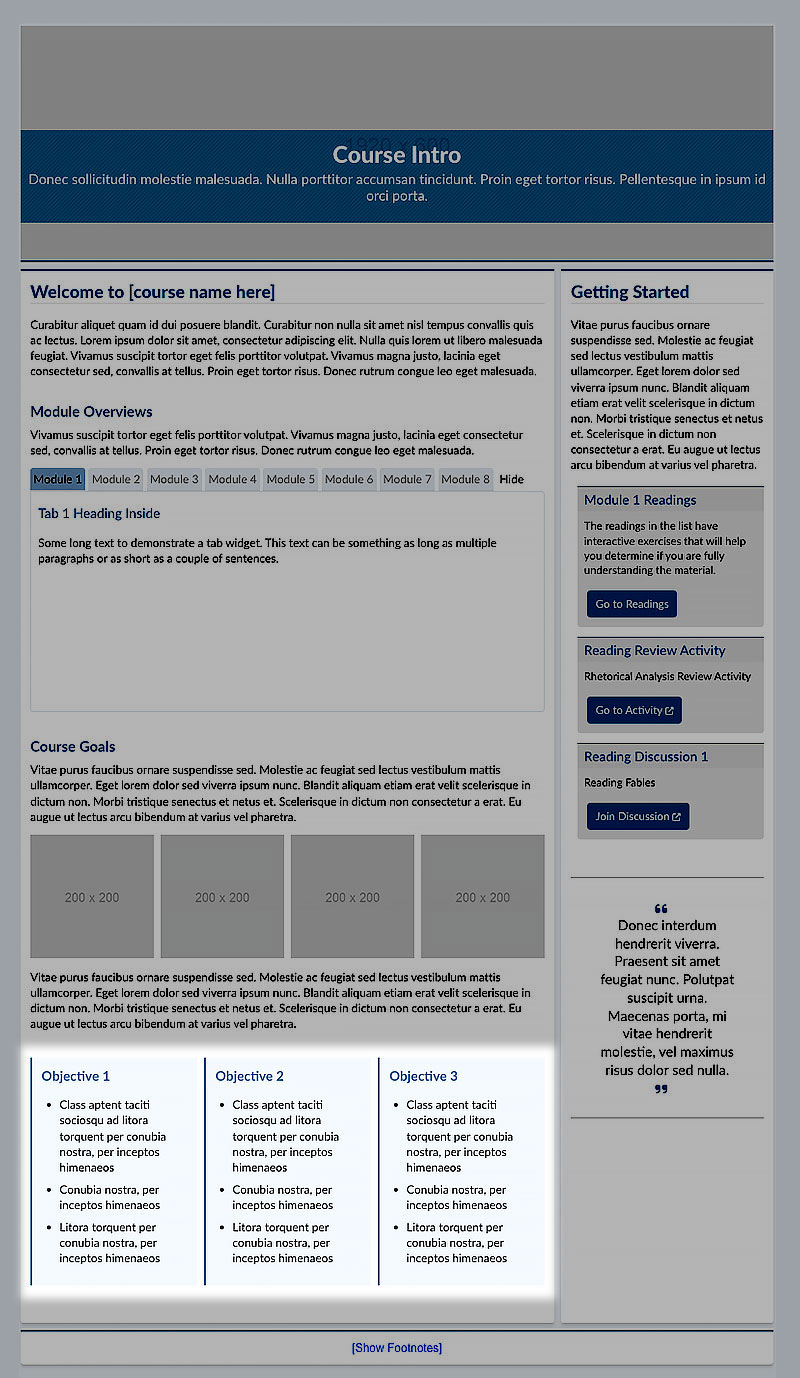 1920 x 600
Course Intro
Donec sollicitudin molestie malesuada. Nulla porttitor accumsan tincidunt. Proin eget tortor risus. Pellentesque in ipsum id
orci porta.
Welcome to [course name here]
Curabitur aliquet quam id dui posuere blandit. Curabitur non nulla sit amet nisl tempus convallis quis
ac lectus. Lorem ipsum dolor sit amet, consectetur adipiscing elit. Nulla quis lorem ut libero malesuada
feugiat. Vivamus suscipit tortor eget felis porttitor volutpat. Vivamus magna justo, lacinia eget
consectetur sed, convallis at tellus. Proin eget tortor risus. Donec rutrum congue leo eget malesuada.
Module Overviews
Vivamus suscipit tortor eget felis porttitor volutpat. Vivamus magna justo, lacinia eget consectetur
sed, convallis at tellus. Proin eget tortor risus. Donec rutrum congue leo eget malesuada.
Module 1 Module 2 Module 3 Module 4 Module 5 Module 6 Module 7 Module 8 Hide
Tab 1 Heading Inside
Some long text to demonstrate a tab widget. This text can be something as long as multiple
paragraphs or as short as a couple of sentences.
Course Goals
Vitae purus faucibus ornare suspendisse sed. Molestie ac feugiat sed lectus vestibulum mattis
ullamcorper. Eget lorem dolor sed viverra ipsum nunc. Blandit aliquam etiam erat velit scelerisque in
dictum non. Morbi tristique senectus et netus et. Scelerisque in dictum non consectetur a erat. Eu
augue ut lectus arcu bibendum at varius vel pharetra.
200 x 200 200 x 200 200 x 200 200 x 200
Vitae purus faucibus ornare suspendisse sed. Molestie ac feugiat sed lectus vestibulum mattis
ullamcorper. Eget lorem dolor sed viverra ipsum nunc. Blandit aliquam etiam erat velit scelerisque in
dictum non. Morbi tristique senectus et netus et. Scelerisque in dictum non consectetur a erat. Eu
augue ut lectus arcu bibendum at varius vel pharetra.
Objective 1
• Class aptent taciti
sociosqu ad litora
torquent per conubia
nostra, per inceptos
himenaeos
• Conubia nostra, per
inceptos himenaeos
• Litora torquent per
conubia nostra, per
inceptos himenaeos
Objective 2
• Class aptent taciti
sociosqu ad litora
torquent per conubia
nostra, per inceptos
himenaeos
• Conubia nostra, per
inceptos himenaeos
• Litora torquent per
conubia nostra, per
inceptos himenaeos
Objective 3
• Class aptent taciti
sociosqu ad litora
torquent per conubia
nostra, per inceptos
himenaeos
• Conubia nostra, per
inceptos himenaeos
• Litora torquent per
conubia nostra, per
inceptos himenaeos
Getting Started
Vitae purus faucibus ornare
suspendisse sed. Molestie ac feugiat
sed lectus vestibulum mattis
ullamcorper. Eget lorem dolor sed
viverra ipsum nunc. Blandit aliquam
etiam erat velit scelerisque in dictum
non. Morbi tristique senectus et netus
et. Scelerisque in dictum non
consectetur a erat. Eu augue ut lectus
arcu bibendum at varius vel pharetra.
Module 1 Readings
The readings in the list have
interactive exercises that will help
you determine if you are fully
understanding the material.
Go to Readings
Reading Review Activity
Rhetorical Analysis Review Activity
Go to Activity
Reading Discussion 1
Reading Fables
Join Discussion
❝
Donec interdum
hendrerit viverra.
Praesent sit amet
feugiat nunc. Polutpat
suscipit urna.
Maecenas porta, mi
vitae hendrerit
molestie, vel maximus
risus dolor sed nulla.
❞
[Show Footnotes]